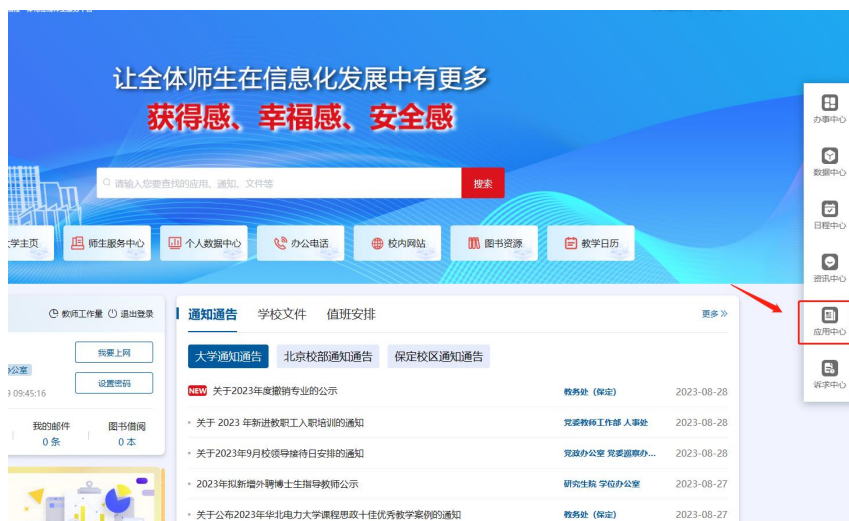 让全体师生在信息化发展中有更多
获得感、幸福感、安全感
请输入您要查找的应用、通知、文件等
搜索
学主页
师生服务中心
个人数据中心
办公电话
校内网站
图书资源
教学日历
办事中心
数据中心
日程中心
资讯中心
应用中心
诉求中心
教师工作量
退出登录
我要上网
办公室
设置密码
09:45:16
我的邮件
图书借阅
0 条
0 本
通知通告
学校文件
值班安排
更多
大学通知通告
北京校部通知通告
保定校区通知通告
NEW 关于2023年度撤销专业的公示 教务处（保定） 2023-08-28
关于 2023 年新进教职工入职培训的通知 党委教师工作部 人事处 2023-08-28
关于2023年9月校领导接待日安排的通知 党政办公室 党委巡察办... 2023-08-28
2023年拟新增外聘博士生指导教师公示 研究生院 学位办公室 2023-08-27
关于公布2023年华北电力大学课程思政十佳优秀教学案例的通知 教务处（保定） 2023-08-27